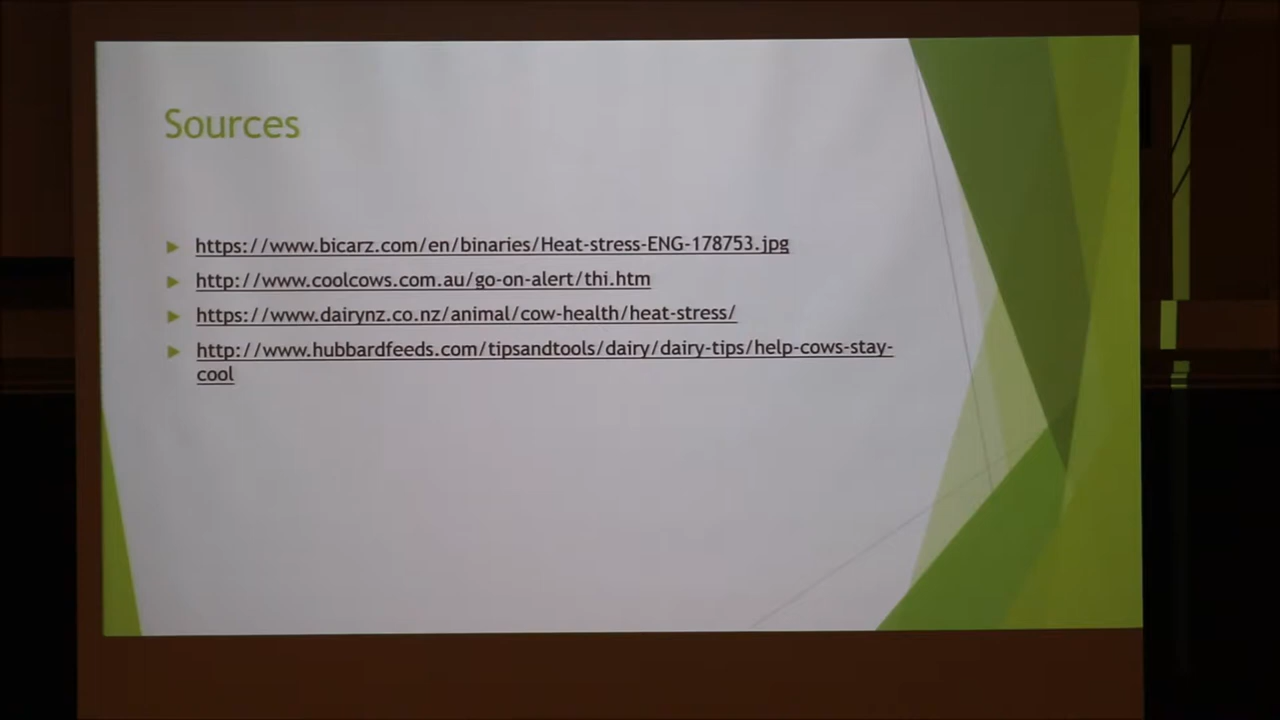 Sources
https://www.bicarz.com/en/binaries/Heat-stress-ENG-178753.jpg
http://www.coolcows.com.au/go-on-alert/thi.htm
https://www.dairynz.co.nz/animal/cow-health/heat-stress/
http://www.hubbardfeeds.com/tipsandtools/dairy/dairy-tips/help-cows-stay-
cool